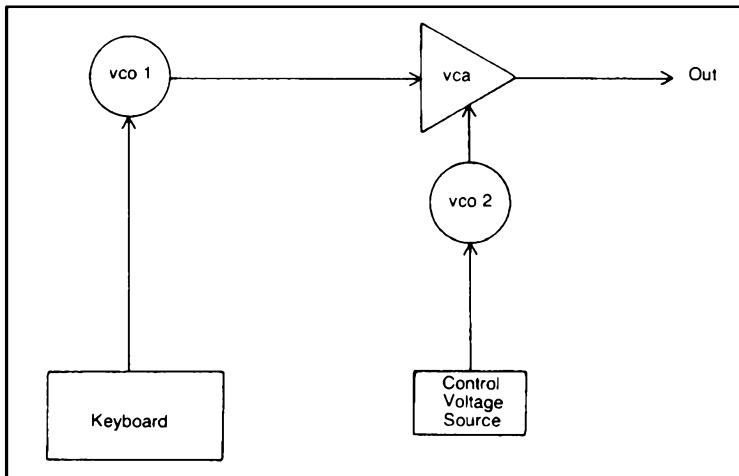 vco 1
vca
Out
vco 2
Keyboard
Control
Voltage
Source